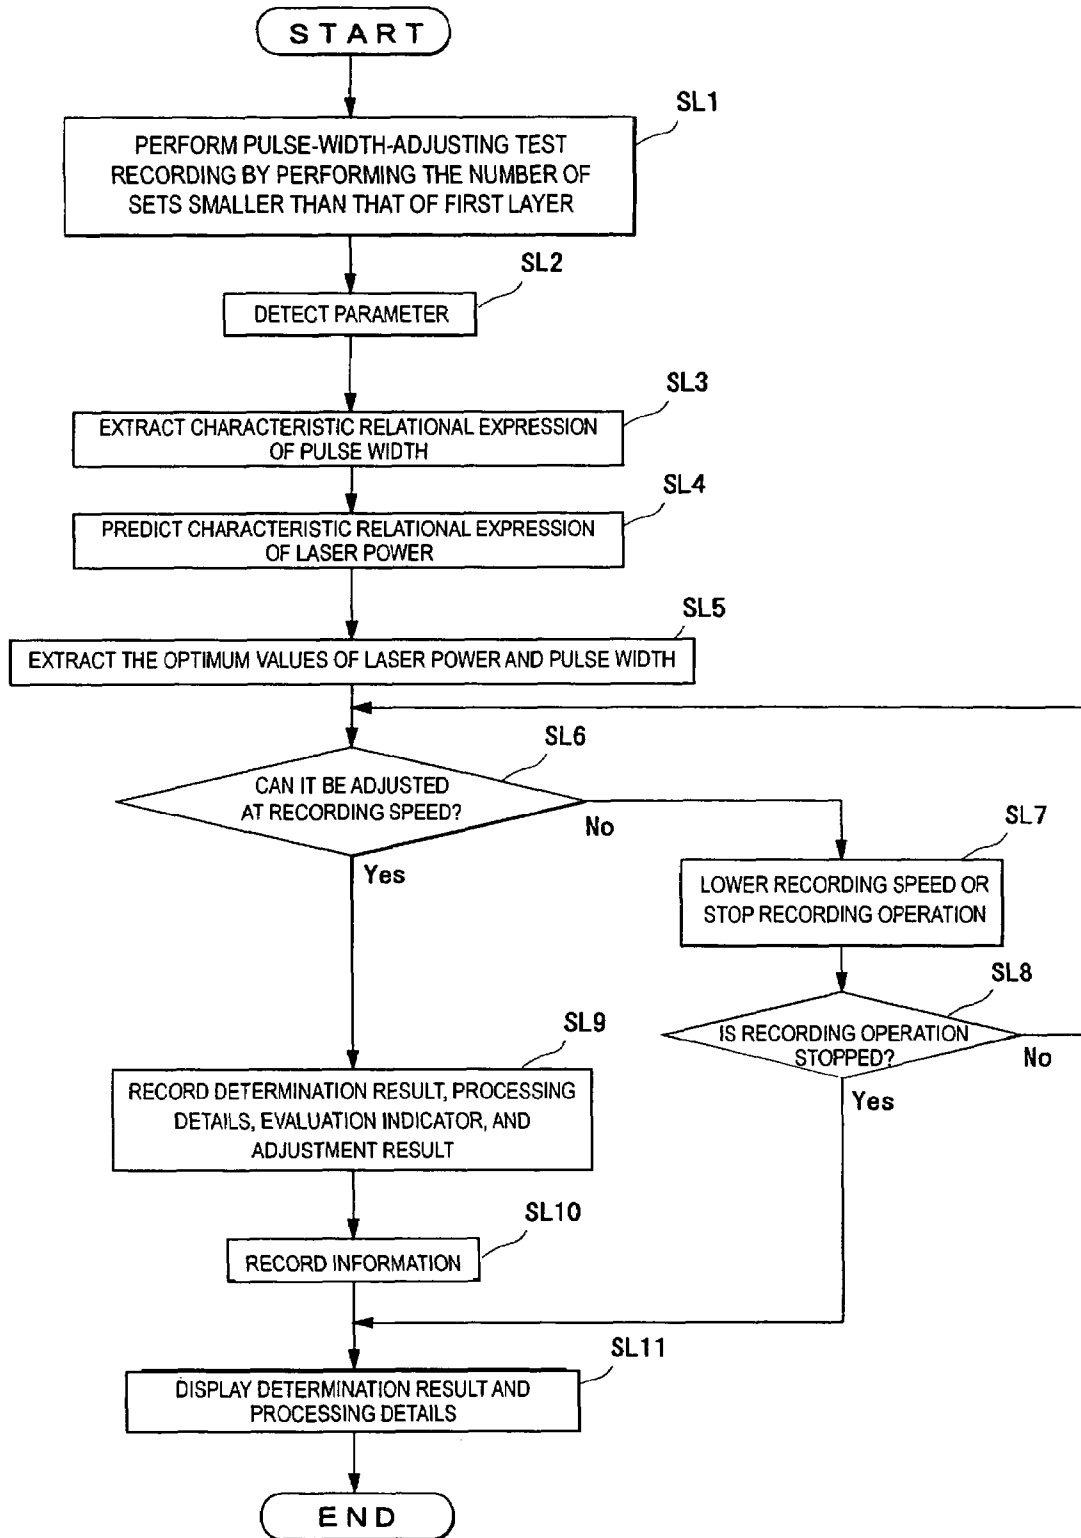 START
SL1
PERFORM PULSE-WIDTH-ADJUSTING TEST
RECORDING BY PERFORMING THE NUMBER OF
SETS SMALLER THAN THAT OF FIRST LAYER
SL2
DETECT PARAMETER
SL3
EXTRACT CHARACTERISTIC RELATIONAL EXPRESSION
OF PULSE WIDTH
SL4
PREDICT CHARACTERISTIC RELATIONAL EXPRESSION
OF LASER POWER
SL5
EXTRACT THE OPTIMUM VALUES OF LASER POWER AND PULSE WIDTH
SL6
CAN IT BE ADJUSTED
AT RECORDING SPEED?
No
Yes
SL7
LOWER RECORDING SPEED OR
STOP RECORDING OPERATION
SL8
IS RECORDING OPERATION
STOPPED?
No
Yes
SL9
RECORD DETERMINATION RESULT, PROCESSING
DETAILS, EVALUATION INDICATOR, AND
ADJUSTMENT RESULT
SL10
RECORD INFORMATION
SL11
DISPLAY DETERMINATION RESULT AND
PROCESSING DETAILS
END